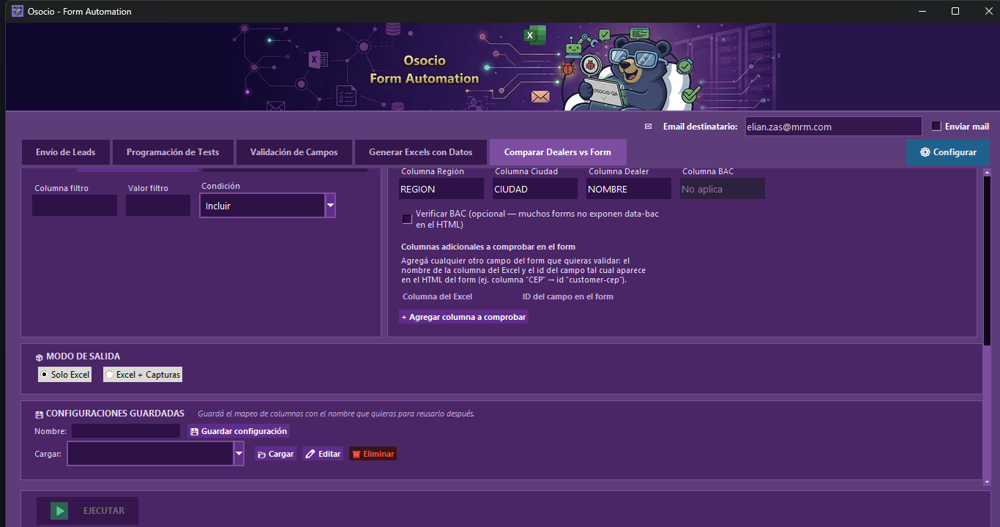 Osocio - Form Automation
Osocio
Form Automation
OSOCIO-QA
Email destinatario:
elian.zas@mrm.com
Enviar mail
Envío de Leads
Programación de Tests
Validación de Campos
Generar Excels con Datos
Comparar Dealers vs Form
Configurar
Columna filtro
Valor filtro
Condición
Incluir
Columna Región
Columna Ciudad
Columna Dealer
Columna BAC
REGION
CIUDAD
NOMBRE
No aplica
Verificar BAC (opcional — muchos forms no exponen data-bac
en el HTML)
Columnas adicionales a comprobar en el form
Agregá cualquier otro campo del form que quieras validar: el
nombre de la columna del Excel y el id del campo tal cual aparece
en el HTML del form (ej. columna "CEP" → id "customer-cep").
Columna del Excel
ID del campo en el form
+ Agregar columna a comprobar
MODO DE SALIDA
Solo Excel
Excel + Capturas
CONFIGURACIONES GUARDADAS
Guardá el mapeo de columnas con el nombre que quieras para reusarlo después.
Nombre:
Guardar configuración
Cargar:
Cargar
Editar
Eliminar
EJECUTAR